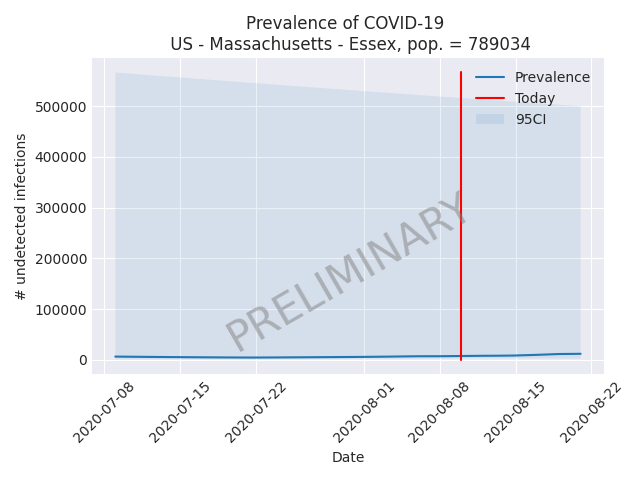 Prevalence of COVID-19
US - Massachusetts - Essex, pop. = 789034
Prevalence
Today
95CI
500000
400000
300000
200000
100000
0
# undetected infections
PRELIMINARY
2020-07-08
2020-07-15
2020-07-22
2020-08-01
2020-08-08
2020-08-15
2020-08-22
Date